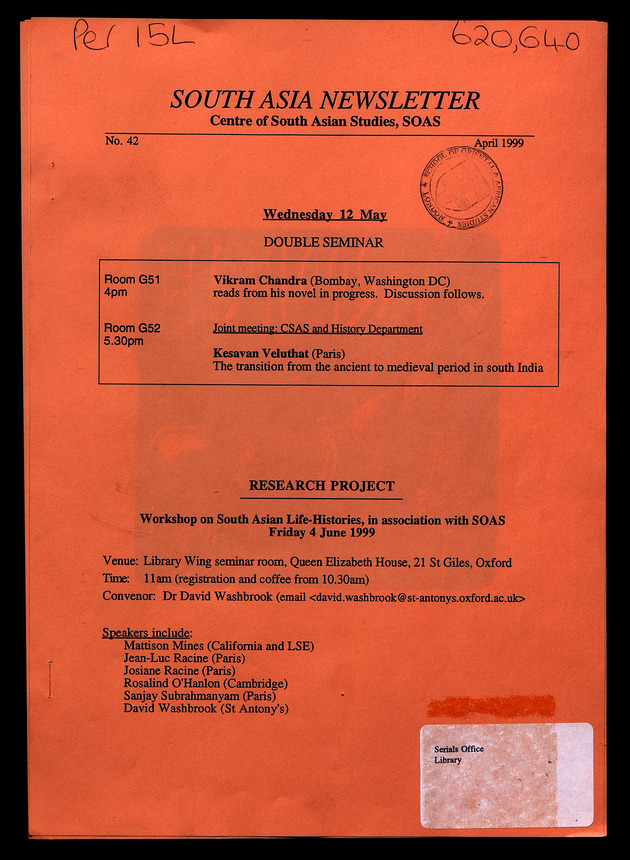 Per 15L 620,640
SOUTH ASIA NEWSLETTER
Centre of South Asian Studies, SOAS
No. 42 April 1999
SCHOOL OF ORIENTAL & AFRICAN STUDIES ★ LONDON ★
Wednesday 12 May
DOUBLE SEMINAR
Room G51 Vikram Chandra (Bombay, Washington DC)
4pm reads from his novel in progress. Discussion follows.
Room G52 Joint meeting: CSAS and History Department
5.30pm
Kesavan Veluthat (Paris)
The transition from the ancient to medieval period in south India
RESEARCH PROJECT
Workshop on South Asian Life-Histories, in association with SOAS
Friday 4 June 1999
Venue: Library Wing seminar room, Queen Elizabeth House, 21 St Giles, Oxford
Time: 11am (registration and coffee from 10.30am)
Convenor: Dr David Washbrook (email <david.washbrook@st-antonys.oxford.ac.uk>
Speakers include:
Mattison Mines (California and LSE)
Jean-Luc Racine (Paris)
Josiane Racine (Paris)
Rosalind O'Hanlon (Cambridge)
Sanjay Subrahmanyam (Paris)
David Washbrook (St Antony's)
Serials Office
Library